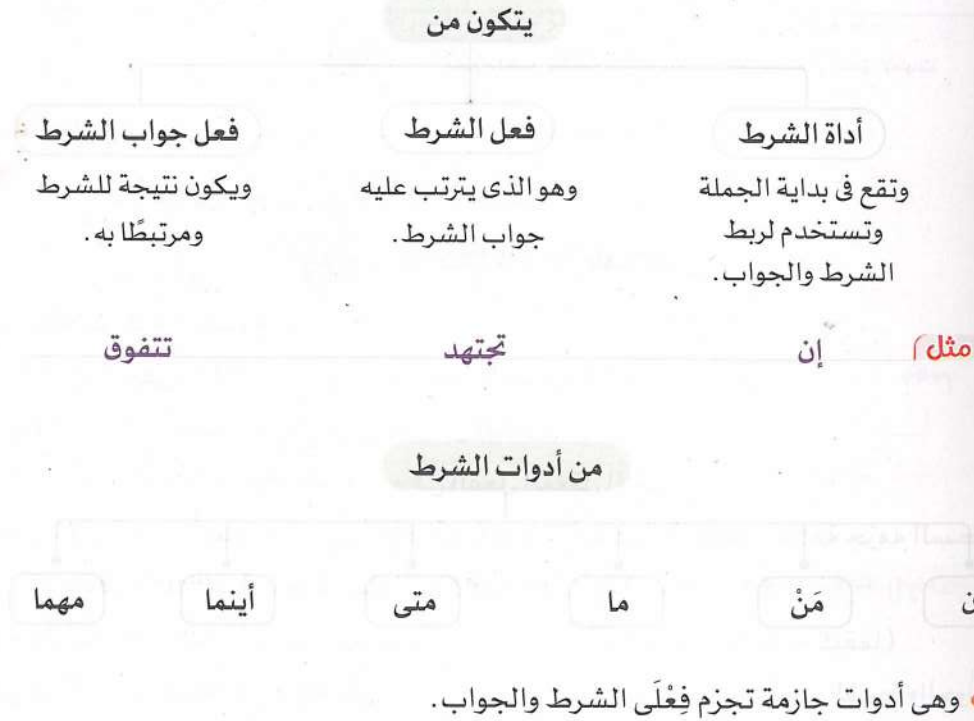 يتكون من
أداة الشرط
وتقع فى بداية الجملة
وتستخدم لربط
الشرط والجواب.
فعل الشرط
وهو الذى يترتب عليه
جواب الشرط.
فعل جواب الشرط
ويكون نتيجة للشرط
ومرتبطًا به.
مثل إن تجتهد تتفوق
من أدوات الشرط
مَنْ ما متى أينما مهما
وهى أدوات جازمة تجزم فِعْلَى الشرط والجواب.